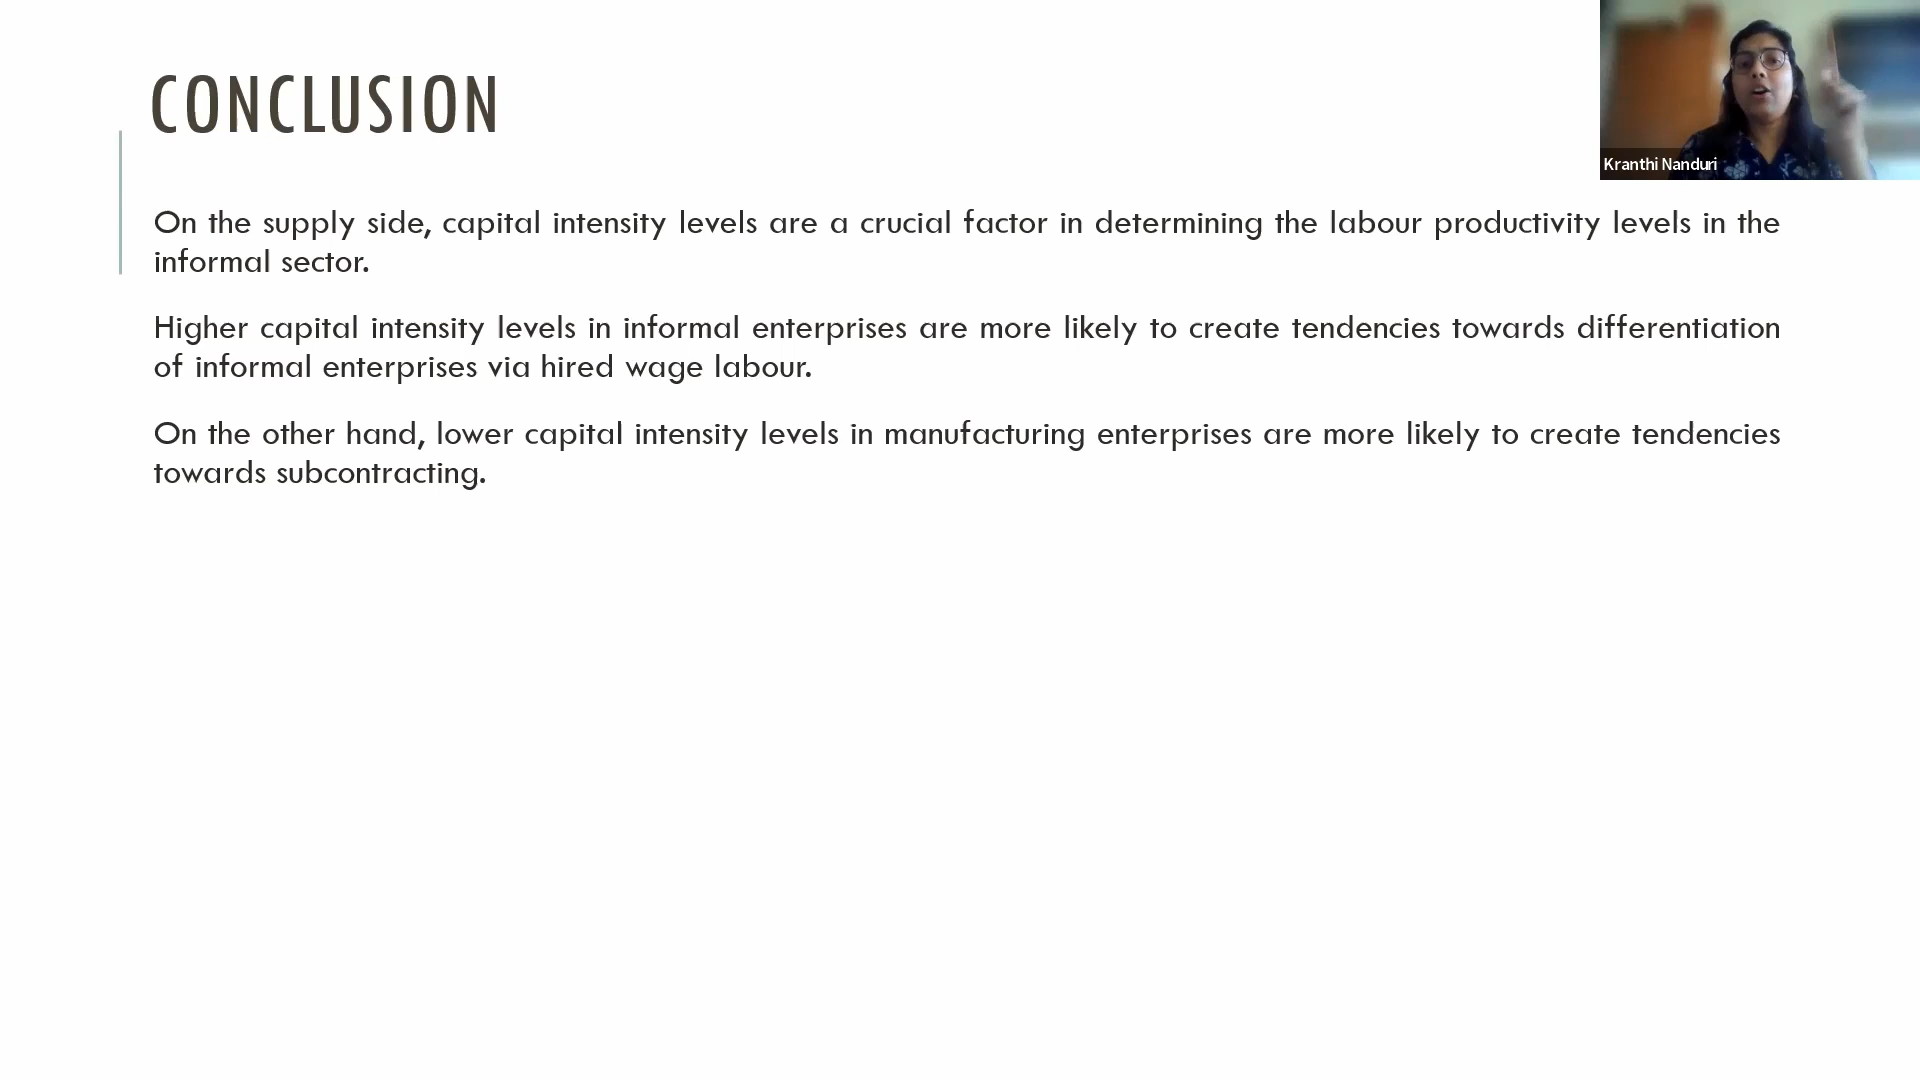 CONCLUSION
Kranthi Nanduri
On the supply side, capital intensity levels are a crucial factor in determining the labour productivity levels in the
informal sector.
Higher capital intensity levels in informal enterprises are more likely to create tendencies towards differentiation
of informal enterprises via hired wage labour.
On the other hand, lower capital intensity levels in manufacturing enterprises are more likely to create tendencies
towards subcontracting.